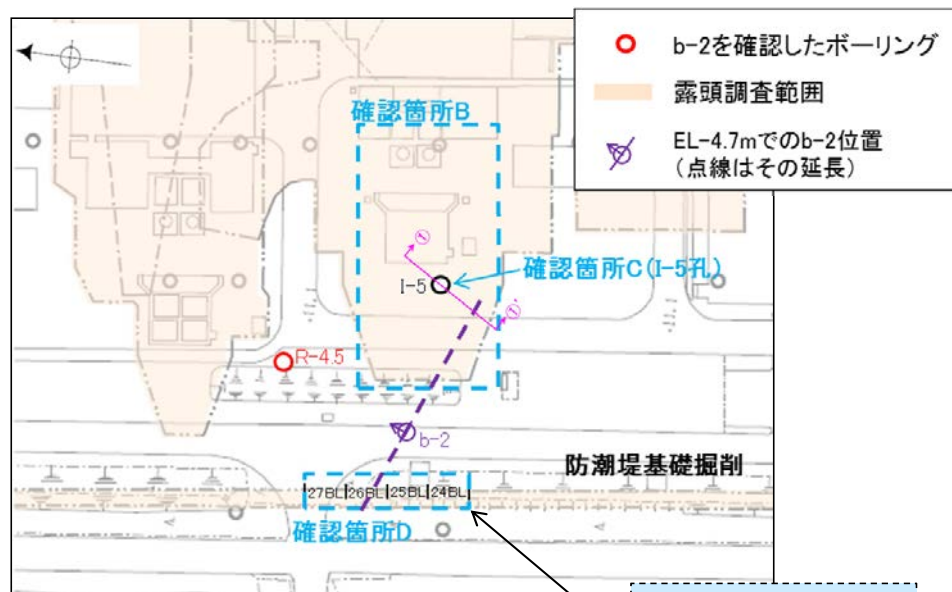 b-2を確認したボーリング
露頭調査範囲
EL-4.7mでのb-2位置
(点線はその延長)
確認箇所B
①
I-5
確認箇所C(I-5孔)
①'
R-4.5
b-2
防潮堤基礎掘削
27BL 26BL 25BL 24BL
確認箇所D